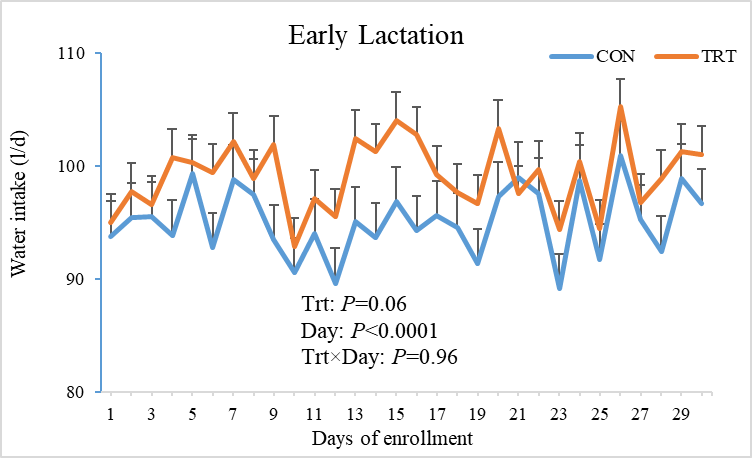 Early Lactation
110
CON TRT
100
Water intake (l/d)
90
Trt: P=0.06
Day: P<0.0001
Trt×Day: P=0.96
80
1 3 5 7 9 11 13 15 17 19 21 23 25 27 29
Days of enrollment